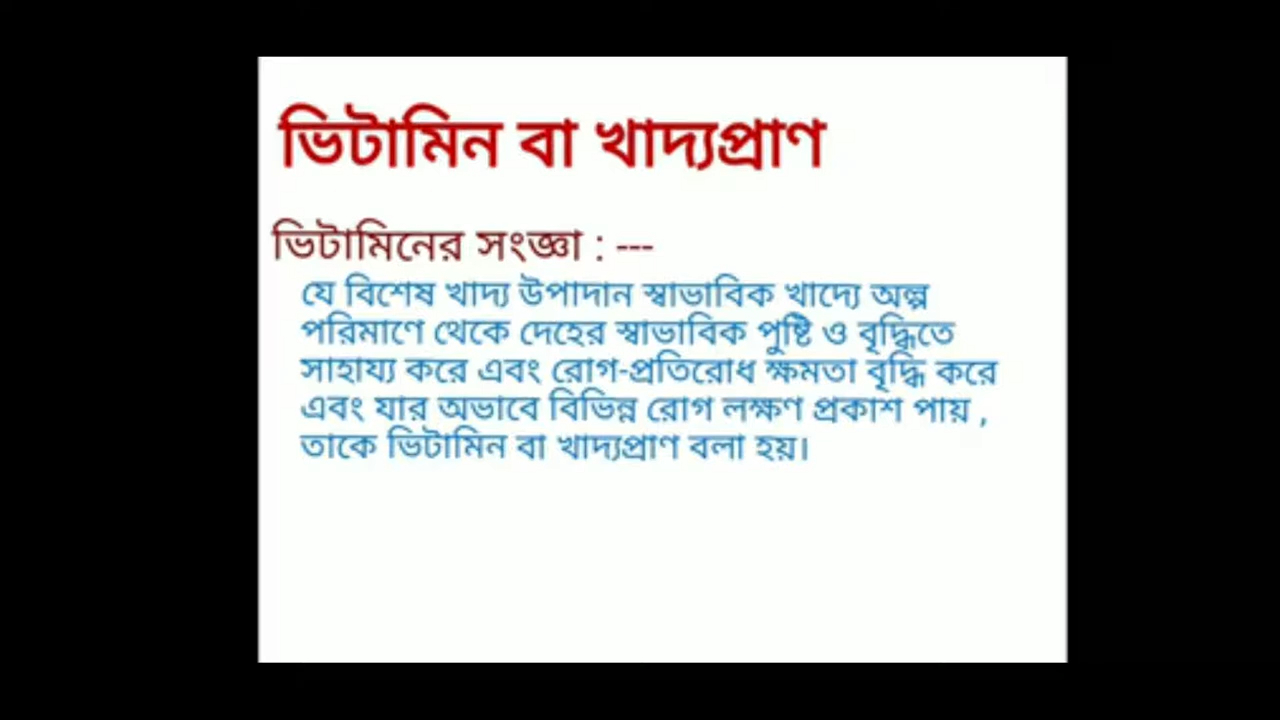 ভিটামিন বা খাদ্যপ্রাণ
ভিটামিনের সংজ্ঞা : ---
যে বিশেষ খাদ্য উপাদান স্বাভাবিক খাদ্যে অল্প
পরিমাণে থেকে দেহের স্বাভাবিক পুষ্টি ও বৃদ্ধিতে
সাহায্য করে এবং রোগ-প্রতিরোধ ক্ষমতা বৃদ্ধি করে
এবং যার অভাবে বিভিন্ন রোগ লক্ষণ প্রকাশ পায় ,
তাকে ভিটামিন বা খাদ্যপ্রাণ বলা হয়।